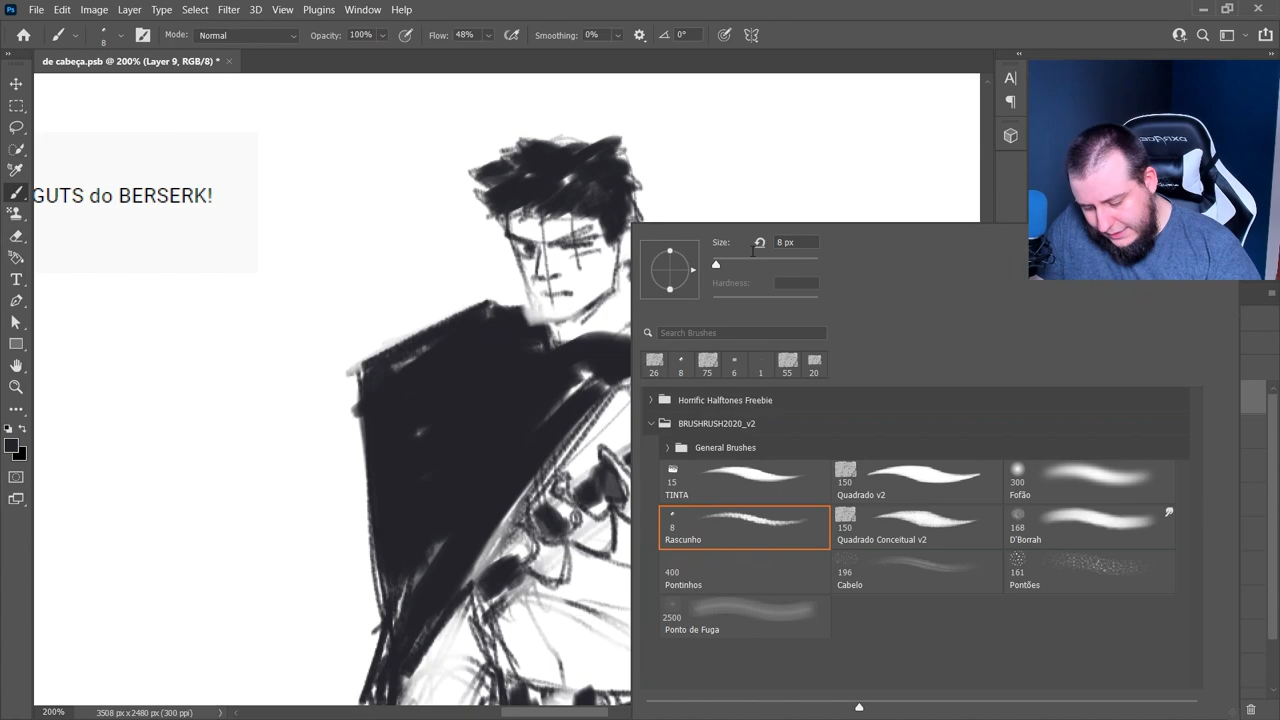 Ps File Edit Image Layer Type Select Filter 3D View Plugins Window Help
8 Mode: Normal Opacity: 100% Flow: 48% Smoothing: 0% 0°
de cabeça.psb @ 200% (Layer 9, RGB/8) *
GUTS do BERSERK!
Size: 8 px
Hardness:
Search Brushes
26 8 75 6 1 55 20
Horrific Halftones Freebie
BRUSHRUSH2020_v2
General Brushes
15 150 300
TINTA Quadrado v2 Fofão
8 150 168
Rascunho Quadrado Conceitual v2 D'Borrah
400 196 161
Pontinhos Cabelo Pontões
2500
Ponto de Fuga
200% 3508 px x 2480 px (300 ppi)